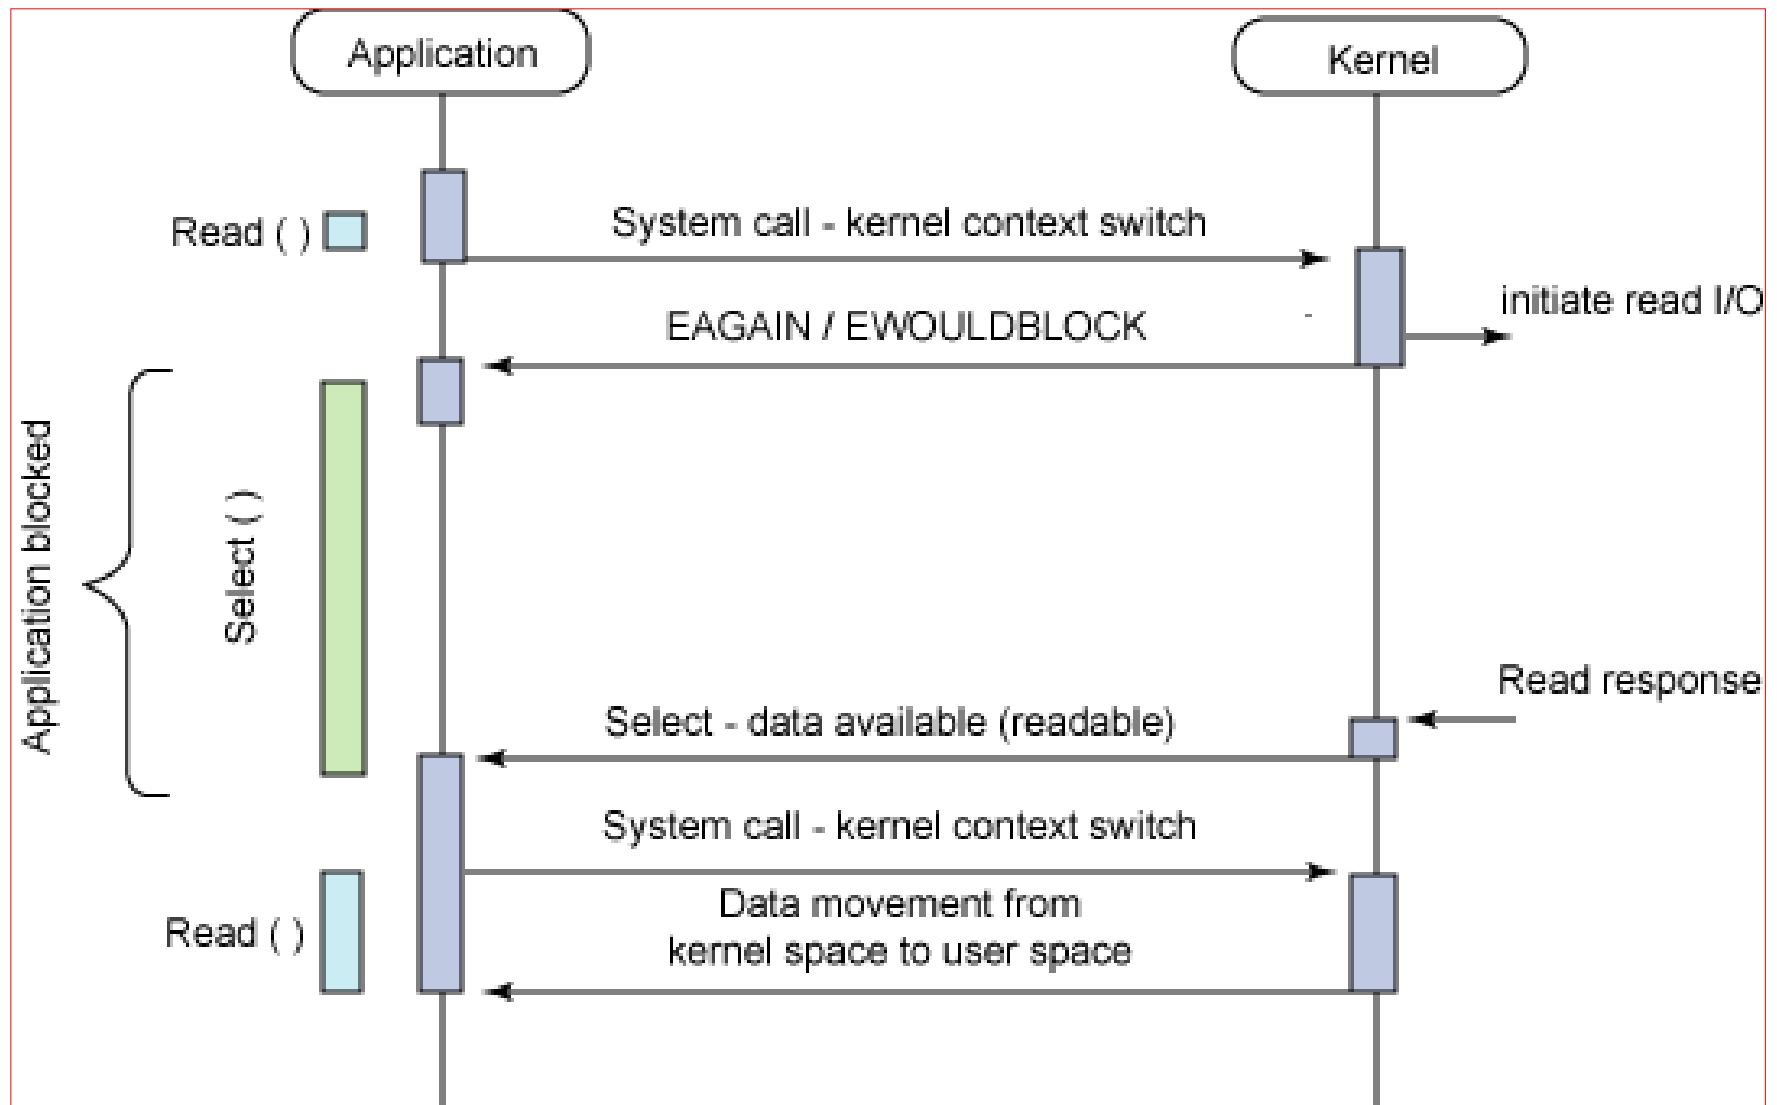 Application
Kernel
Read ( )
System call - kernel context switch
initiate read I/O
EAGAIN / EWOULDBLOCK
Application blocked
Select ( )
Read response
Select - data available (readable)
System call - kernel context switch
Read ( )
Data movement from
kernel space to user space